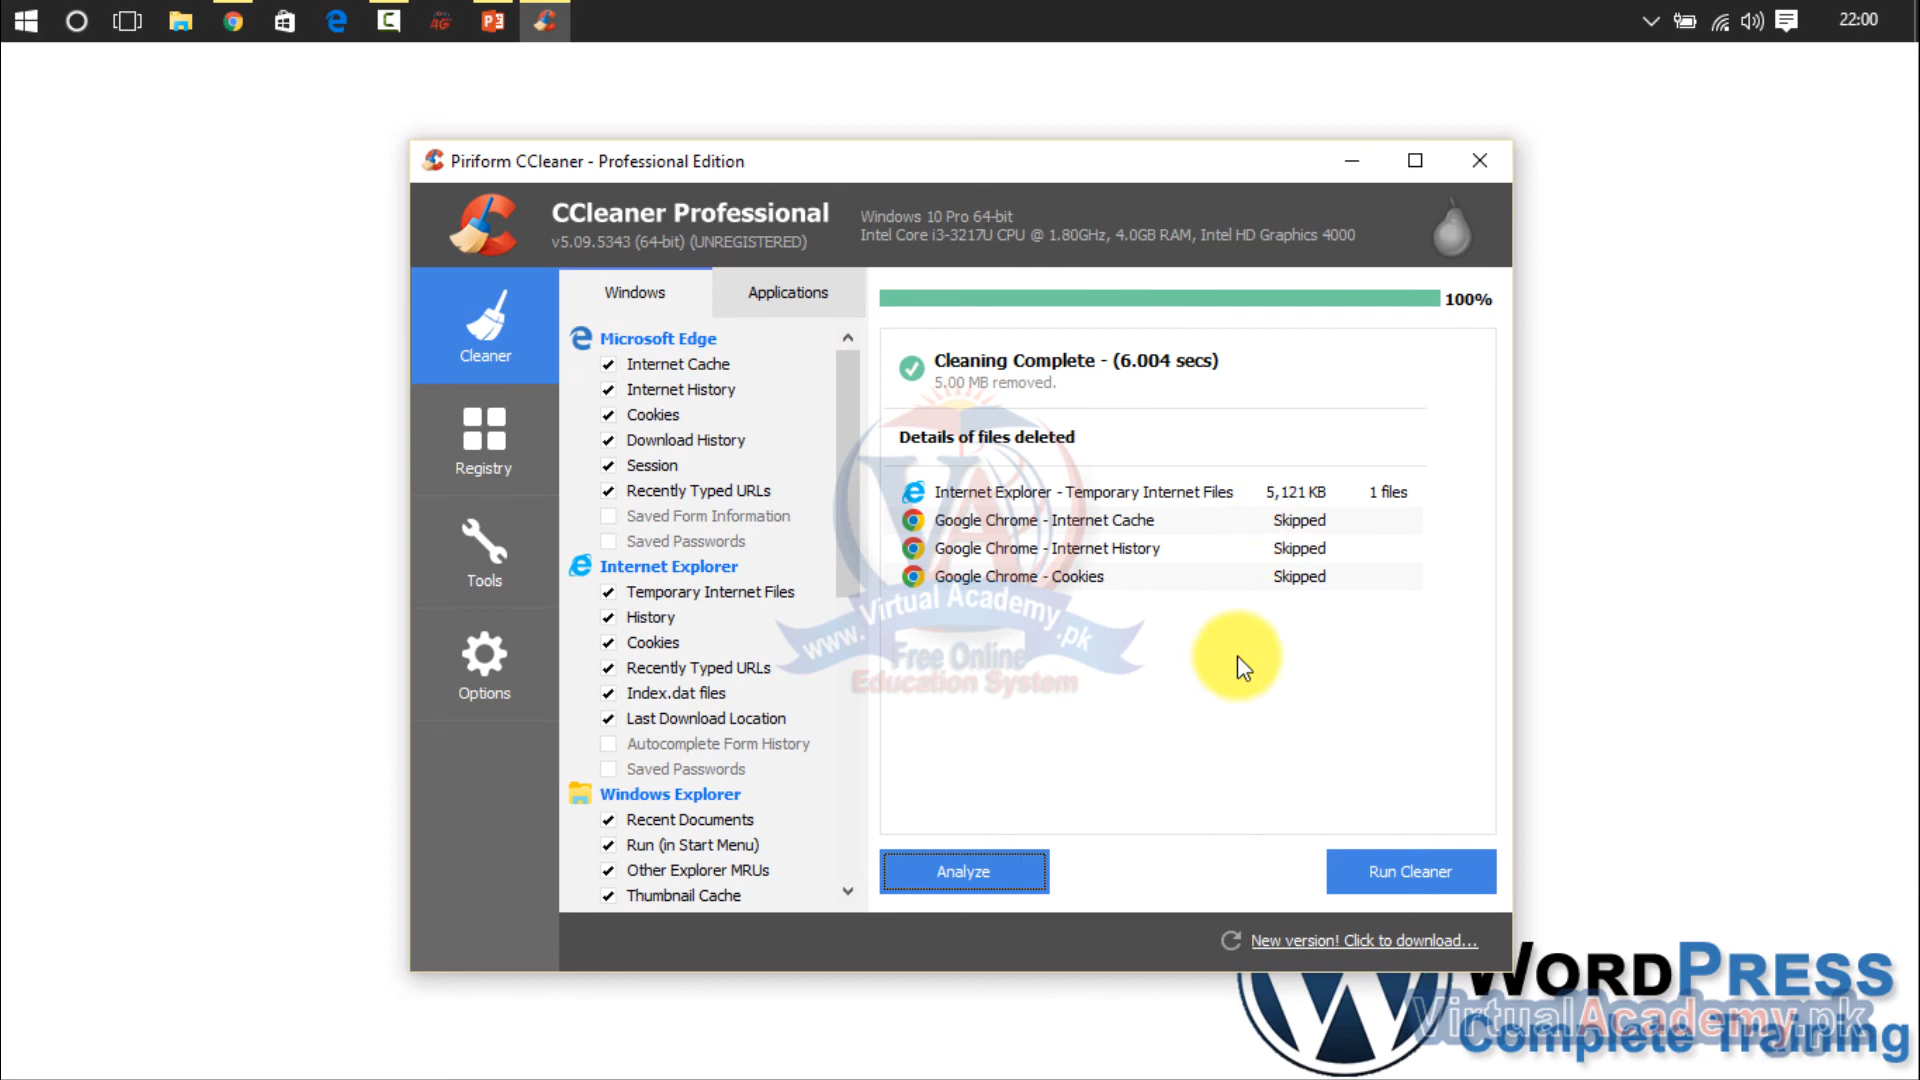 22:00
Piriform CCleaner - Professional Edition
CCleaner Professional
v5.09.5343 (64-bit) (UNREGISTERED)
Windows 10 Pro 64-bit
Intel Core i3-3217U CPU @ 1.80GHz, 4.0GB RAM, Intel HD Graphics 4000
Cleaner
Registry
Tools
Options
Windows
Applications
Microsoft Edge
Internet Cache
Internet History
Cookies
Download History
Session
Recently Typed URLs
Saved Form Information
Saved Passwords
Internet Explorer
Temporary Internet Files
History
Cookies
Recently Typed URLs
Index.dat files
Last Download Location
Autocomplete Form History
Saved Passwords
Windows Explorer
Recent Documents
Run (in Start Menu)
Other Explorer MRUs
Thumbnail Cache
100%
Cleaning Complete - (6.004 secs)
5.00 MB removed.
Details of files deleted
Internet Explorer - Temporary Internet Files 5,121 KB 1 files
Google Chrome - Internet Cache Skipped
Google Chrome - Internet History Skipped
Google Chrome - Cookies Skipped
VA
www.VirtualAcademy.pk
Free Online
Education System
Analyze
Run Cleaner
New version! Click to download...
WORDPRESS
VirtualAcademy.pk
Complete Training